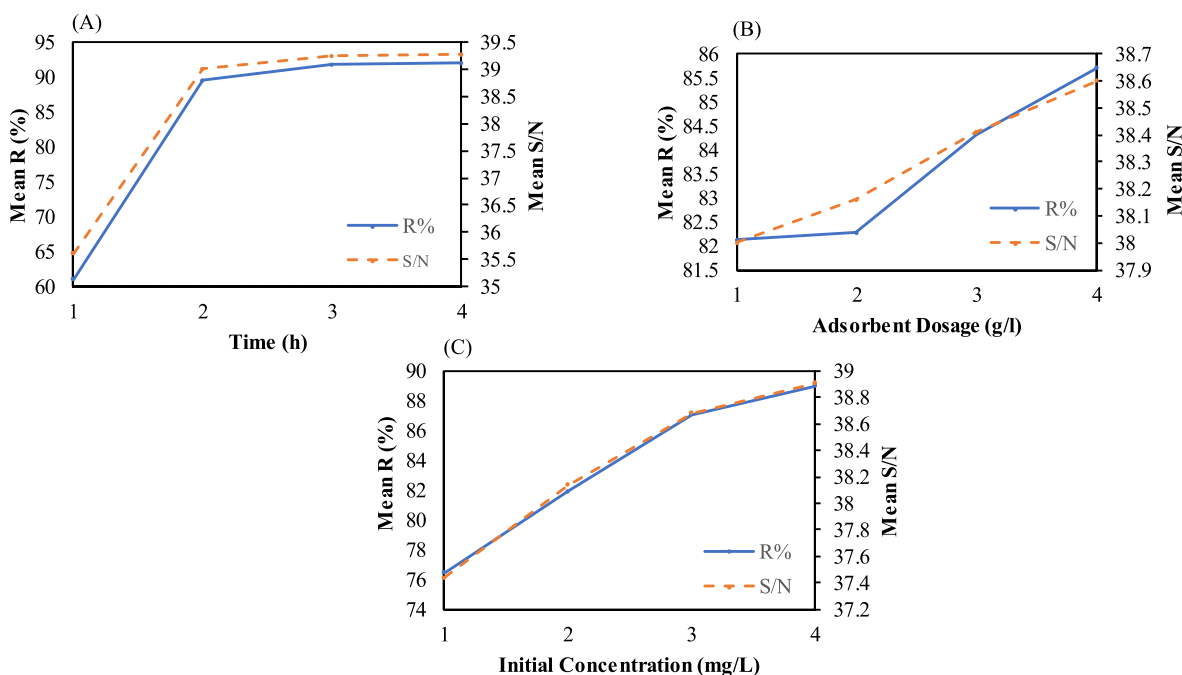 (A)
95
90
85
80
75
70
65
60
Mean R (%)
39.5
39
38.5
38
37.5
37
36.5
36
35.5
35
Mean S/N
R%
S/N
1 2 3 4
Time (h)
(B)
86
85.5
85
84.5
84
83.5
83
82.5
82
81.5
Mean R (%)
38.7
38.6
38.5
38.4
38.3
38.2
38.1
38
37.9
Mean S/N
R%
S/N
1 2 3 4
Adsorbent Dosage (g/l)
(C)
90
88
86
84
82
80
78
76
74
Mean R (%)
39
38.8
38.6
38.4
38.2
38
37.8
37.6
37.4
37.2
Mean S/N
R%
S/N
1 2 3 4
Initial Concentration (mg/L)